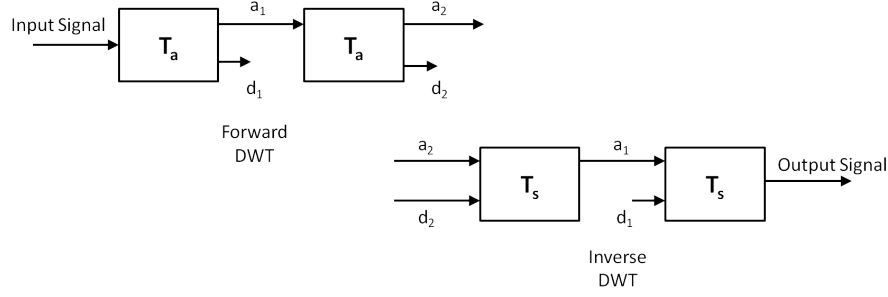 Input Signal
a1
a2
Ta
Ta
d1
d2
Forward
DWT
a2
a1
Output Signal
Ts
Ts
d2
d1
Inverse
DWT